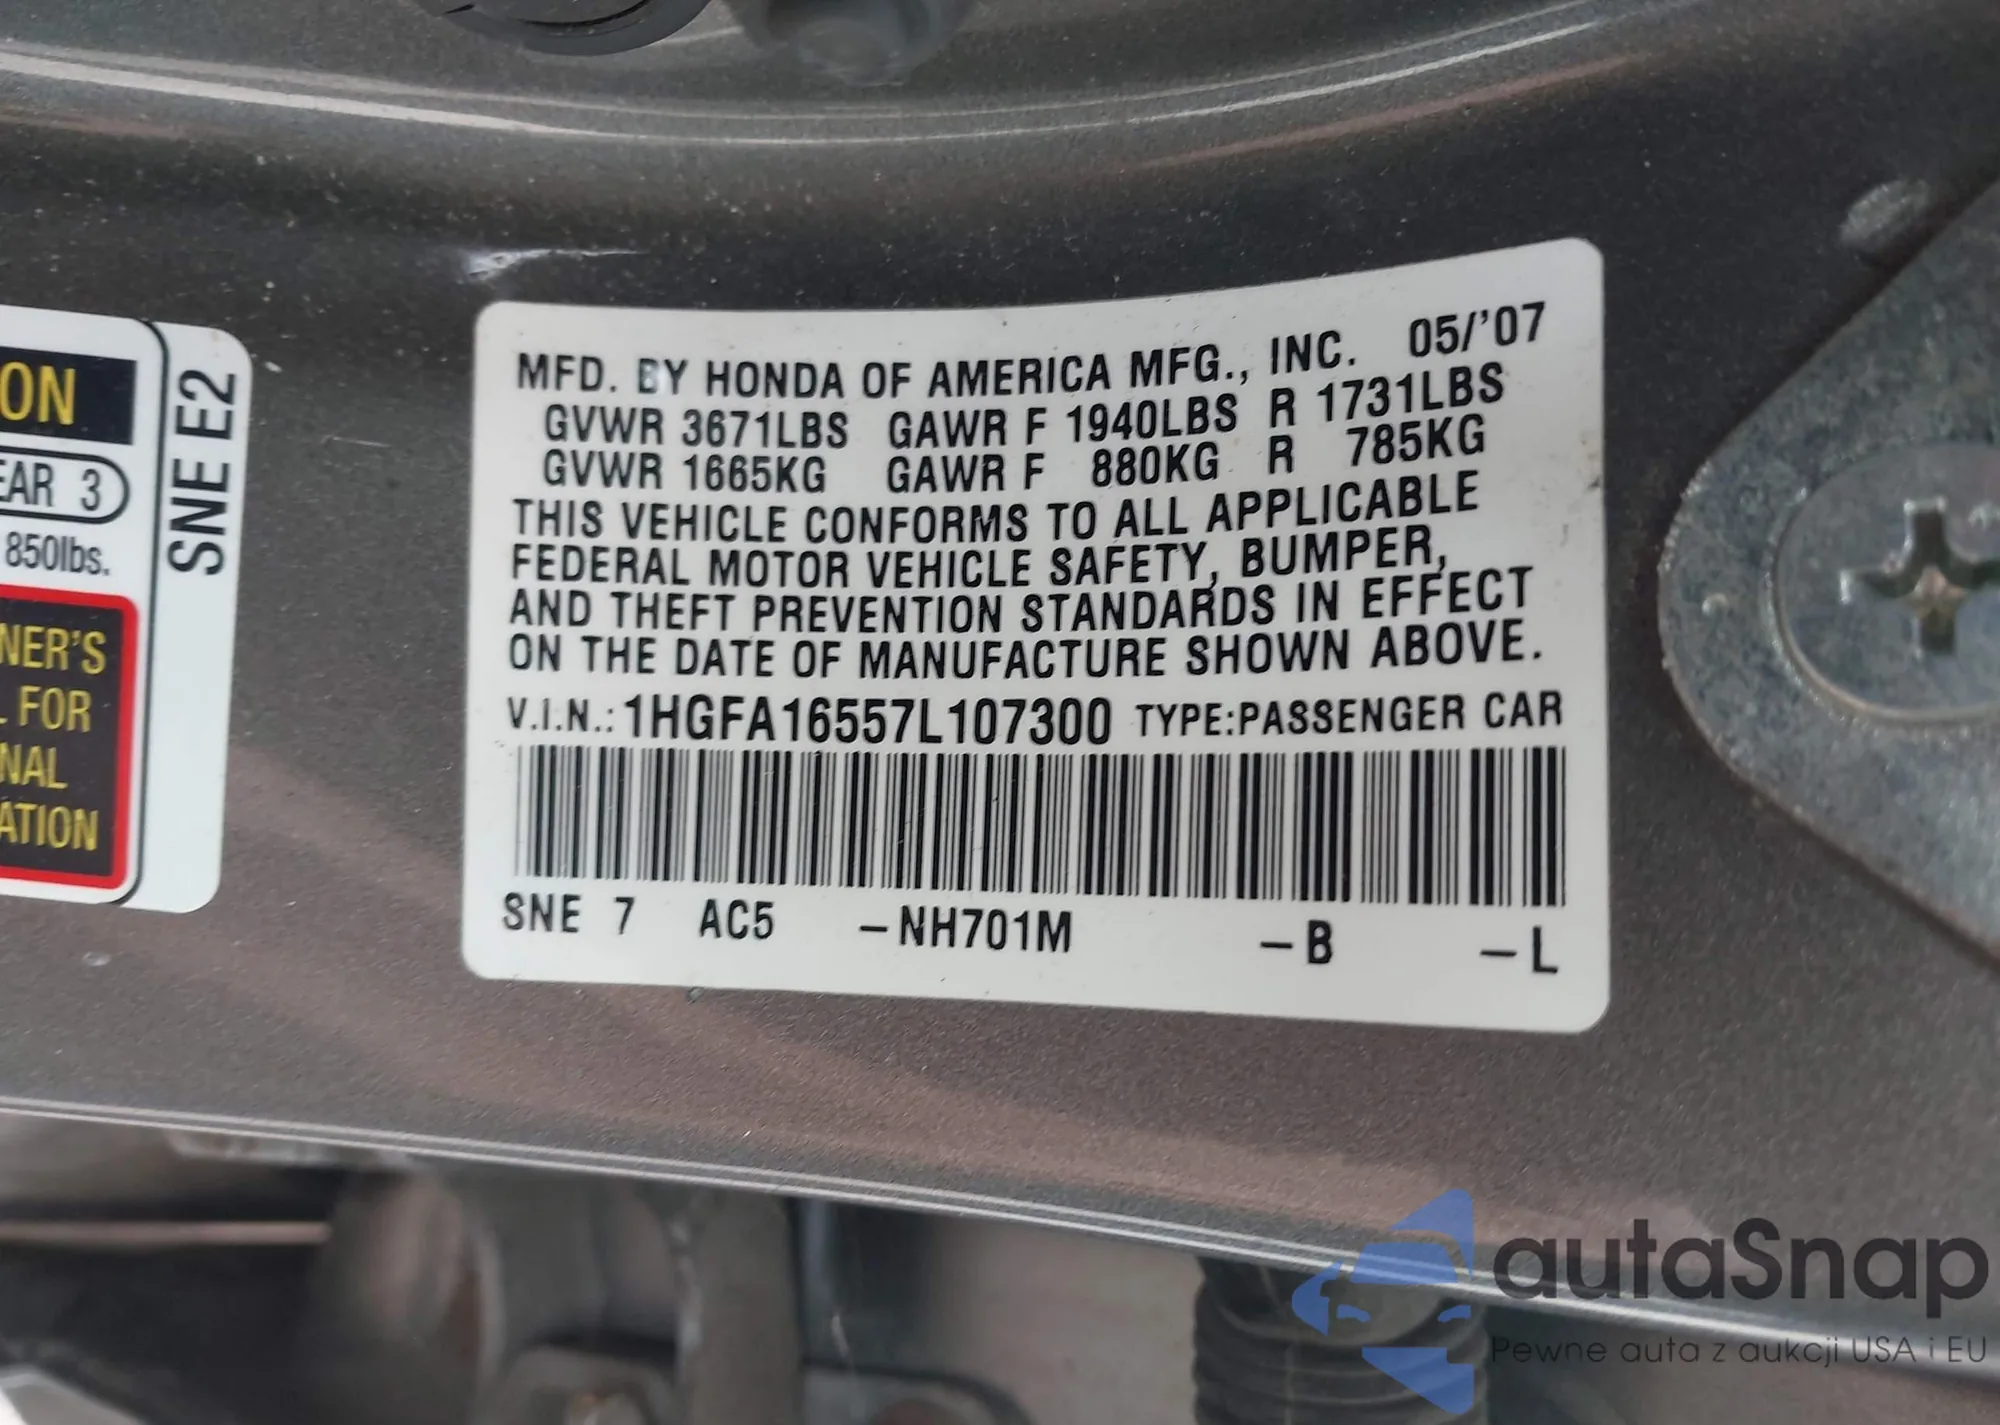 ON
EAR 3
850lbs.
NER'S
FOR
NAL
ATION
SNE E2
MFD. BY HONDA OF AMERICA MFG., INC. 05/'07
GVWR 3671LBS GAWR F 1940LBS R 1731LBS
GVWR 1665KG GAWR F 880KG R 785KG
THIS VEHICLE CONFORMS TO ALL APPLICABLE
FEDERAL MOTOR VEHICLE SAFETY, BUMPER,
AND THEFT PREVENTION STANDARDS IN EFFECT
ON THE DATE OF MANUFACTURE SHOWN ABOVE.
V.I.N.: 1HGFA16557L107300 TYPE:PASSENGER CAR
SNE 7 AC5 –NH701M –B –L
autaSnap
Pewne auta z aukcji USA i EU